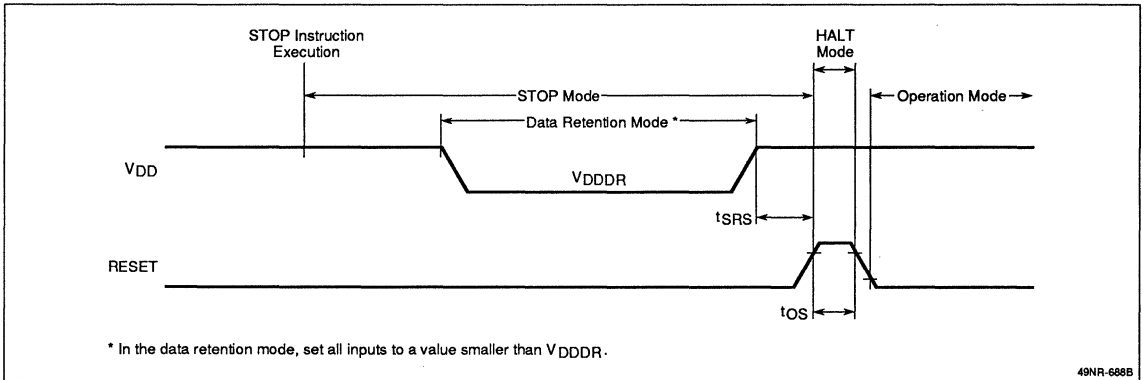 STOP Instruction
Execution
HALT
Mode
STOP Mode
Operation Mode
Data Retention Mode *
VDD
VDDDR
tSRS
RESET
tOS
* In the data retention mode, set all inputs to a value smaller than VDDDR.
49NR-688B